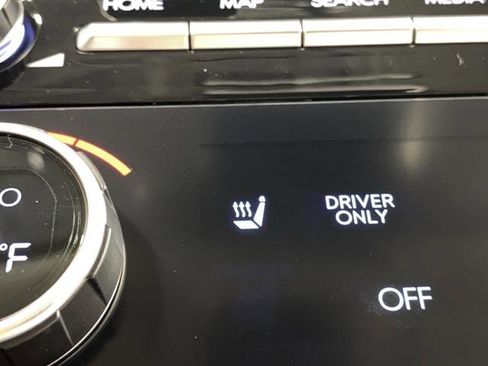 HOME MAP SEARCH MEDIA
DRIVER
ONLY
°F
OFF